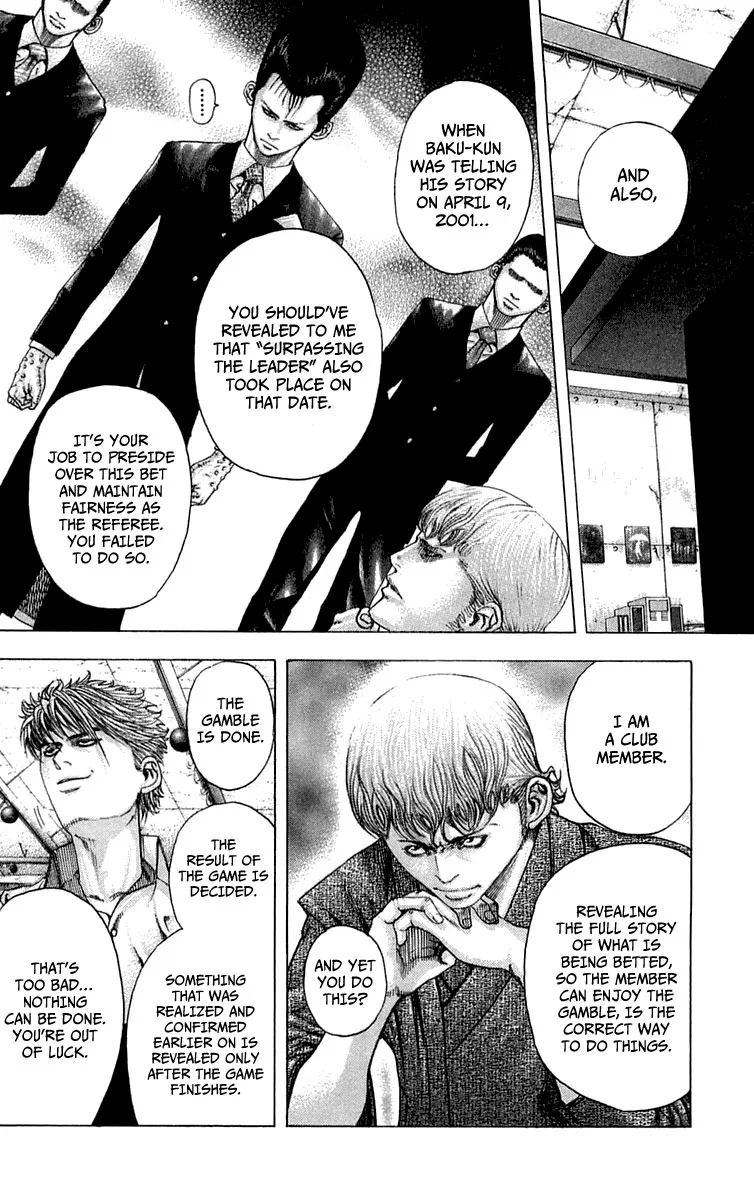 AND
ALSO,
WHEN
BAKU-KUN
WAS TELLING
HIS STORY
ON APRIL 9,
2001...
......
YOU SHOULD'VE
REVEALED TO ME
THAT "SURPASSING
THE LEADER" ALSO
TOOK PLACE ON
THAT DATE.
IT'S YOUR
JOB TO PRESIDE
OVER THIS BET
AND MAINTAIN
FAIRNESS AS
THE REFEREE.
YOU FAILED
TO DO SO.
I AM
A CLUB
MEMBER.
REVEALING
THE FULL STORY
OF WHAT IS
BEING BETTED,
SO THE MEMBER
CAN ENJOY THE
GAMBLE, IS THE
CORRECT WAY
TO DO THINGS.
AND YET
YOU DO
THIS?
THE
GAMBLE
IS DONE.
THE
RESULT OF
THE GAME IS
DECIDED.
SOMETHING
THAT WAS
REALIZED AND
CONFIRMED
EARLIER ON IS
REVEALED ONLY
AFTER THE GAME
FINISHES.
THAT'S
TOO BAD...
NOTHING
CAN BE DONE.
YOU'RE OUT
OF LUCK.